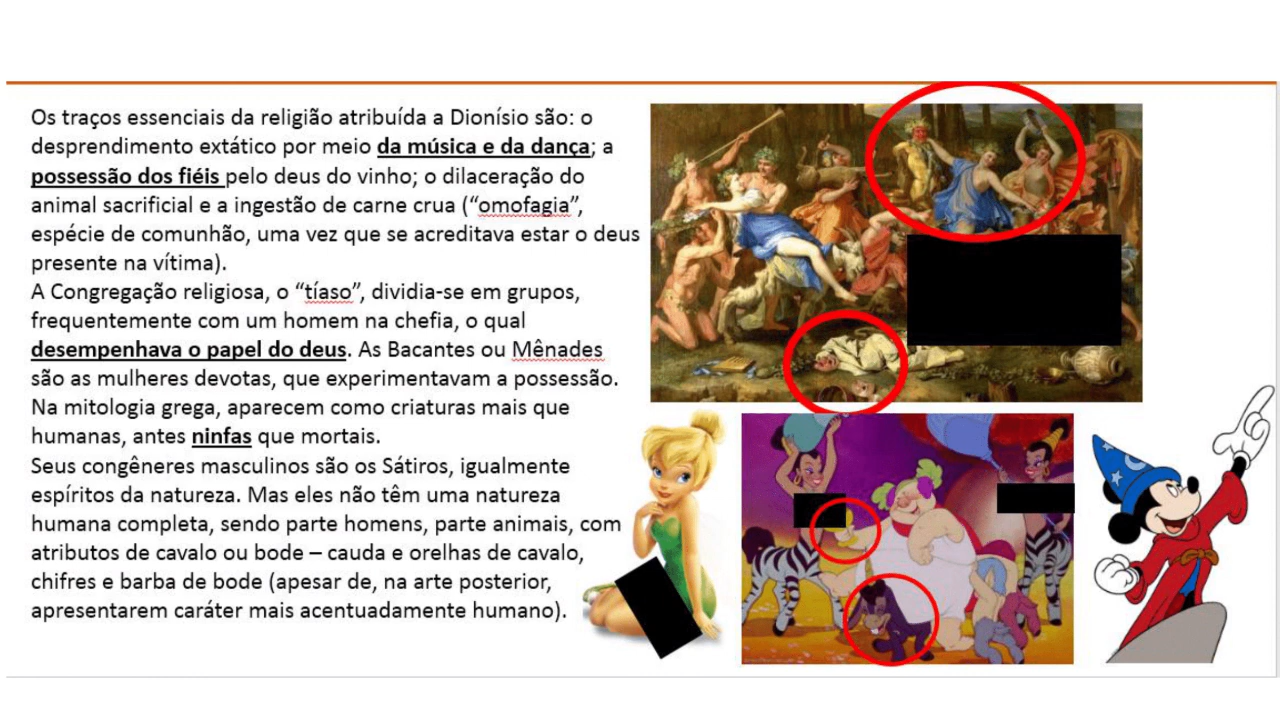 Os traços essenciais da religião atribuída a Dionísio são: o
desprendimento extático por meio da música e da dança; a
possessão dos fiéis pelo deus do vinho; o dilaceração do
animal sacrificial e a ingestão de carne crua (“omofagia”,
espécie de comunhão, uma vez que se acreditava estar o deus
presente na vítima).
A Congregação religiosa, o “tíaso”, dividia-se em grupos,
frequentemente com um homem na chefia, o qual
desempenhava o papel do deus. As Bacantes ou Mênades
são as mulheres devotas, que experimentavam a possessão.
Na mitologia grega, aparecem como criaturas mais que
humanas, antes ninfas que mortais.
Seus congêneres masculinos são os Sátiros, igualmente
espíritos da natureza. Mas eles não têm uma natureza
humana completa, sendo parte homens, parte animais, com
atributos de cavalo ou bode – cauda e orelhas de cavalo,
chifres e barba de bode (apesar de, na arte posterior,
apresentarem caráter mais acentuadamente humano).